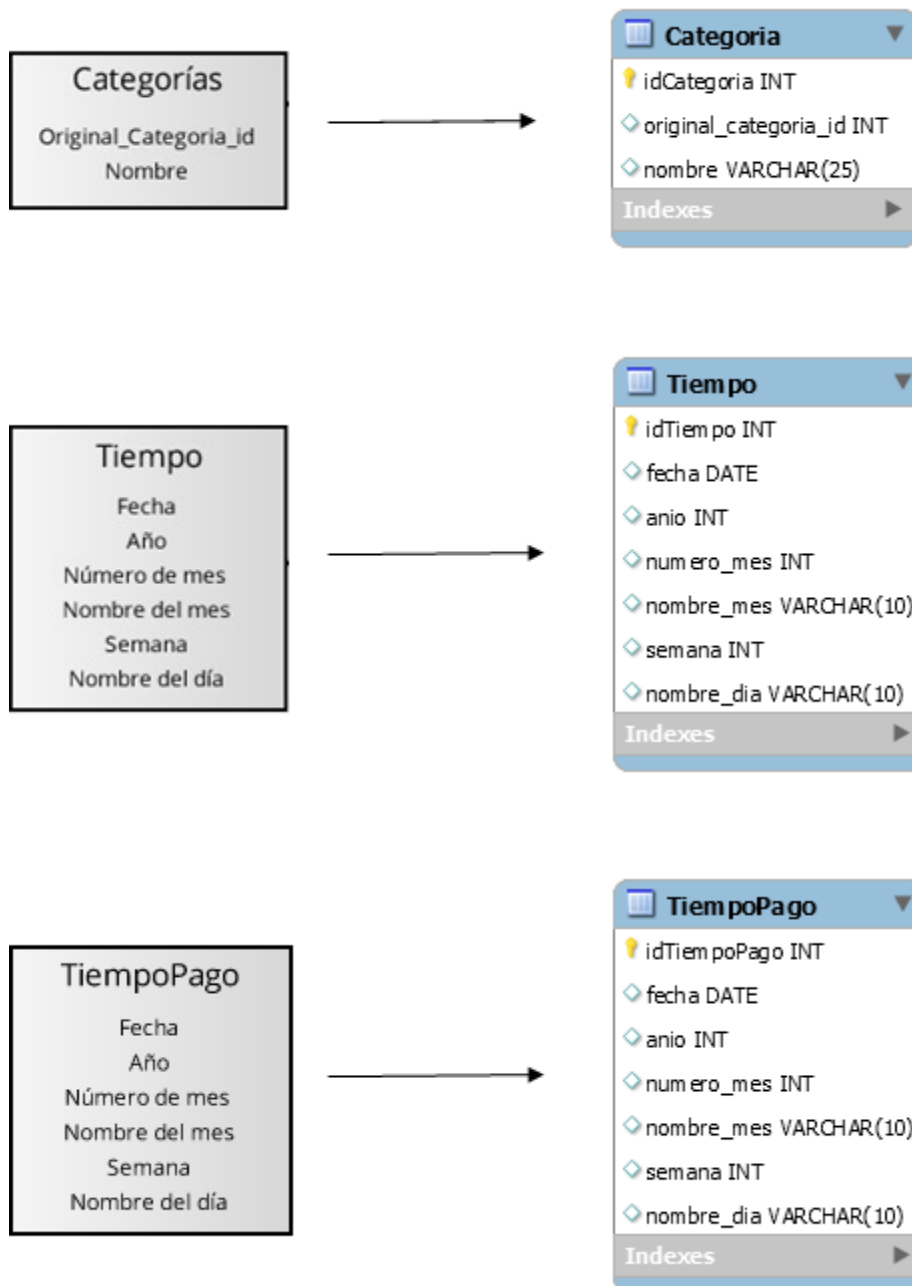 Categorías
Original_Categoria_id
Nombre
Categoria
idCategoria INT
original_categoria_id INT
nombre VARCHAR(25)
Indexes
Tiempo
Fecha
Año
Número de mes
Nombre del mes
Semana
Nombre del día
Tiempo
idTiempo INT
fecha DATE
anio INT
numero_mes INT
nombre_mes VARCHAR(10)
semana INT
nombre_dia VARCHAR(10)
Indexes
TiempoPago
Fecha
Año
Número de mes
Nombre del mes
Semana
Nombre del día
TiempoPago
idTiempoPago INT
fecha DATE
anio INT
numero_mes INT
nombre_mes VARCHAR(10)
semana INT
nombre_dia VARCHAR(10)
Indexes